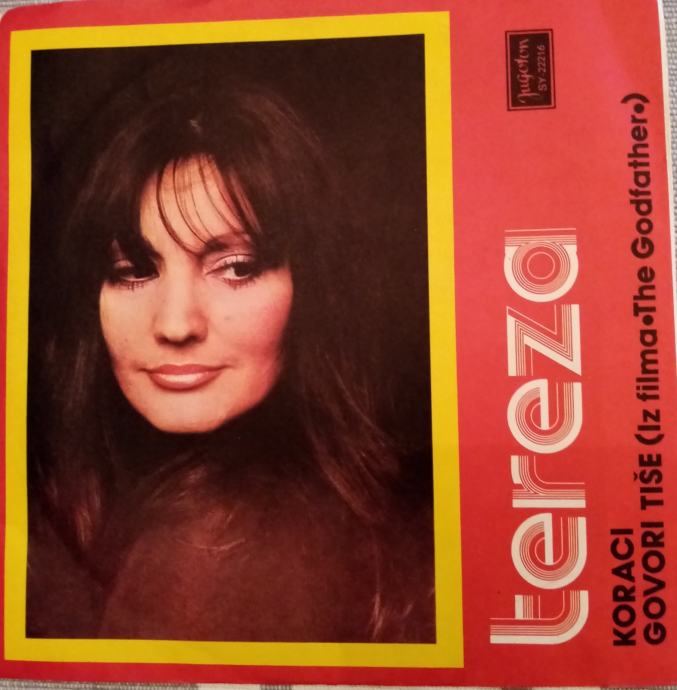 Jugoton
SY-22216
tereza
KORACI
GOVORI TIŠE (Iz filma•The Godfather•)